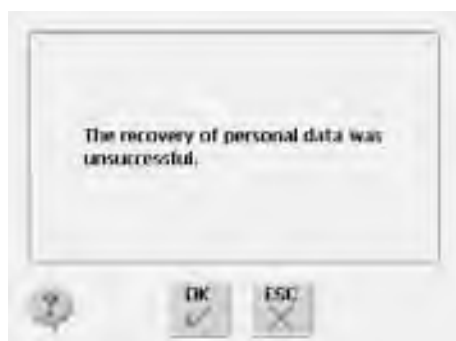 The recovery of personal data was
unsuccessful.
OK
ESC